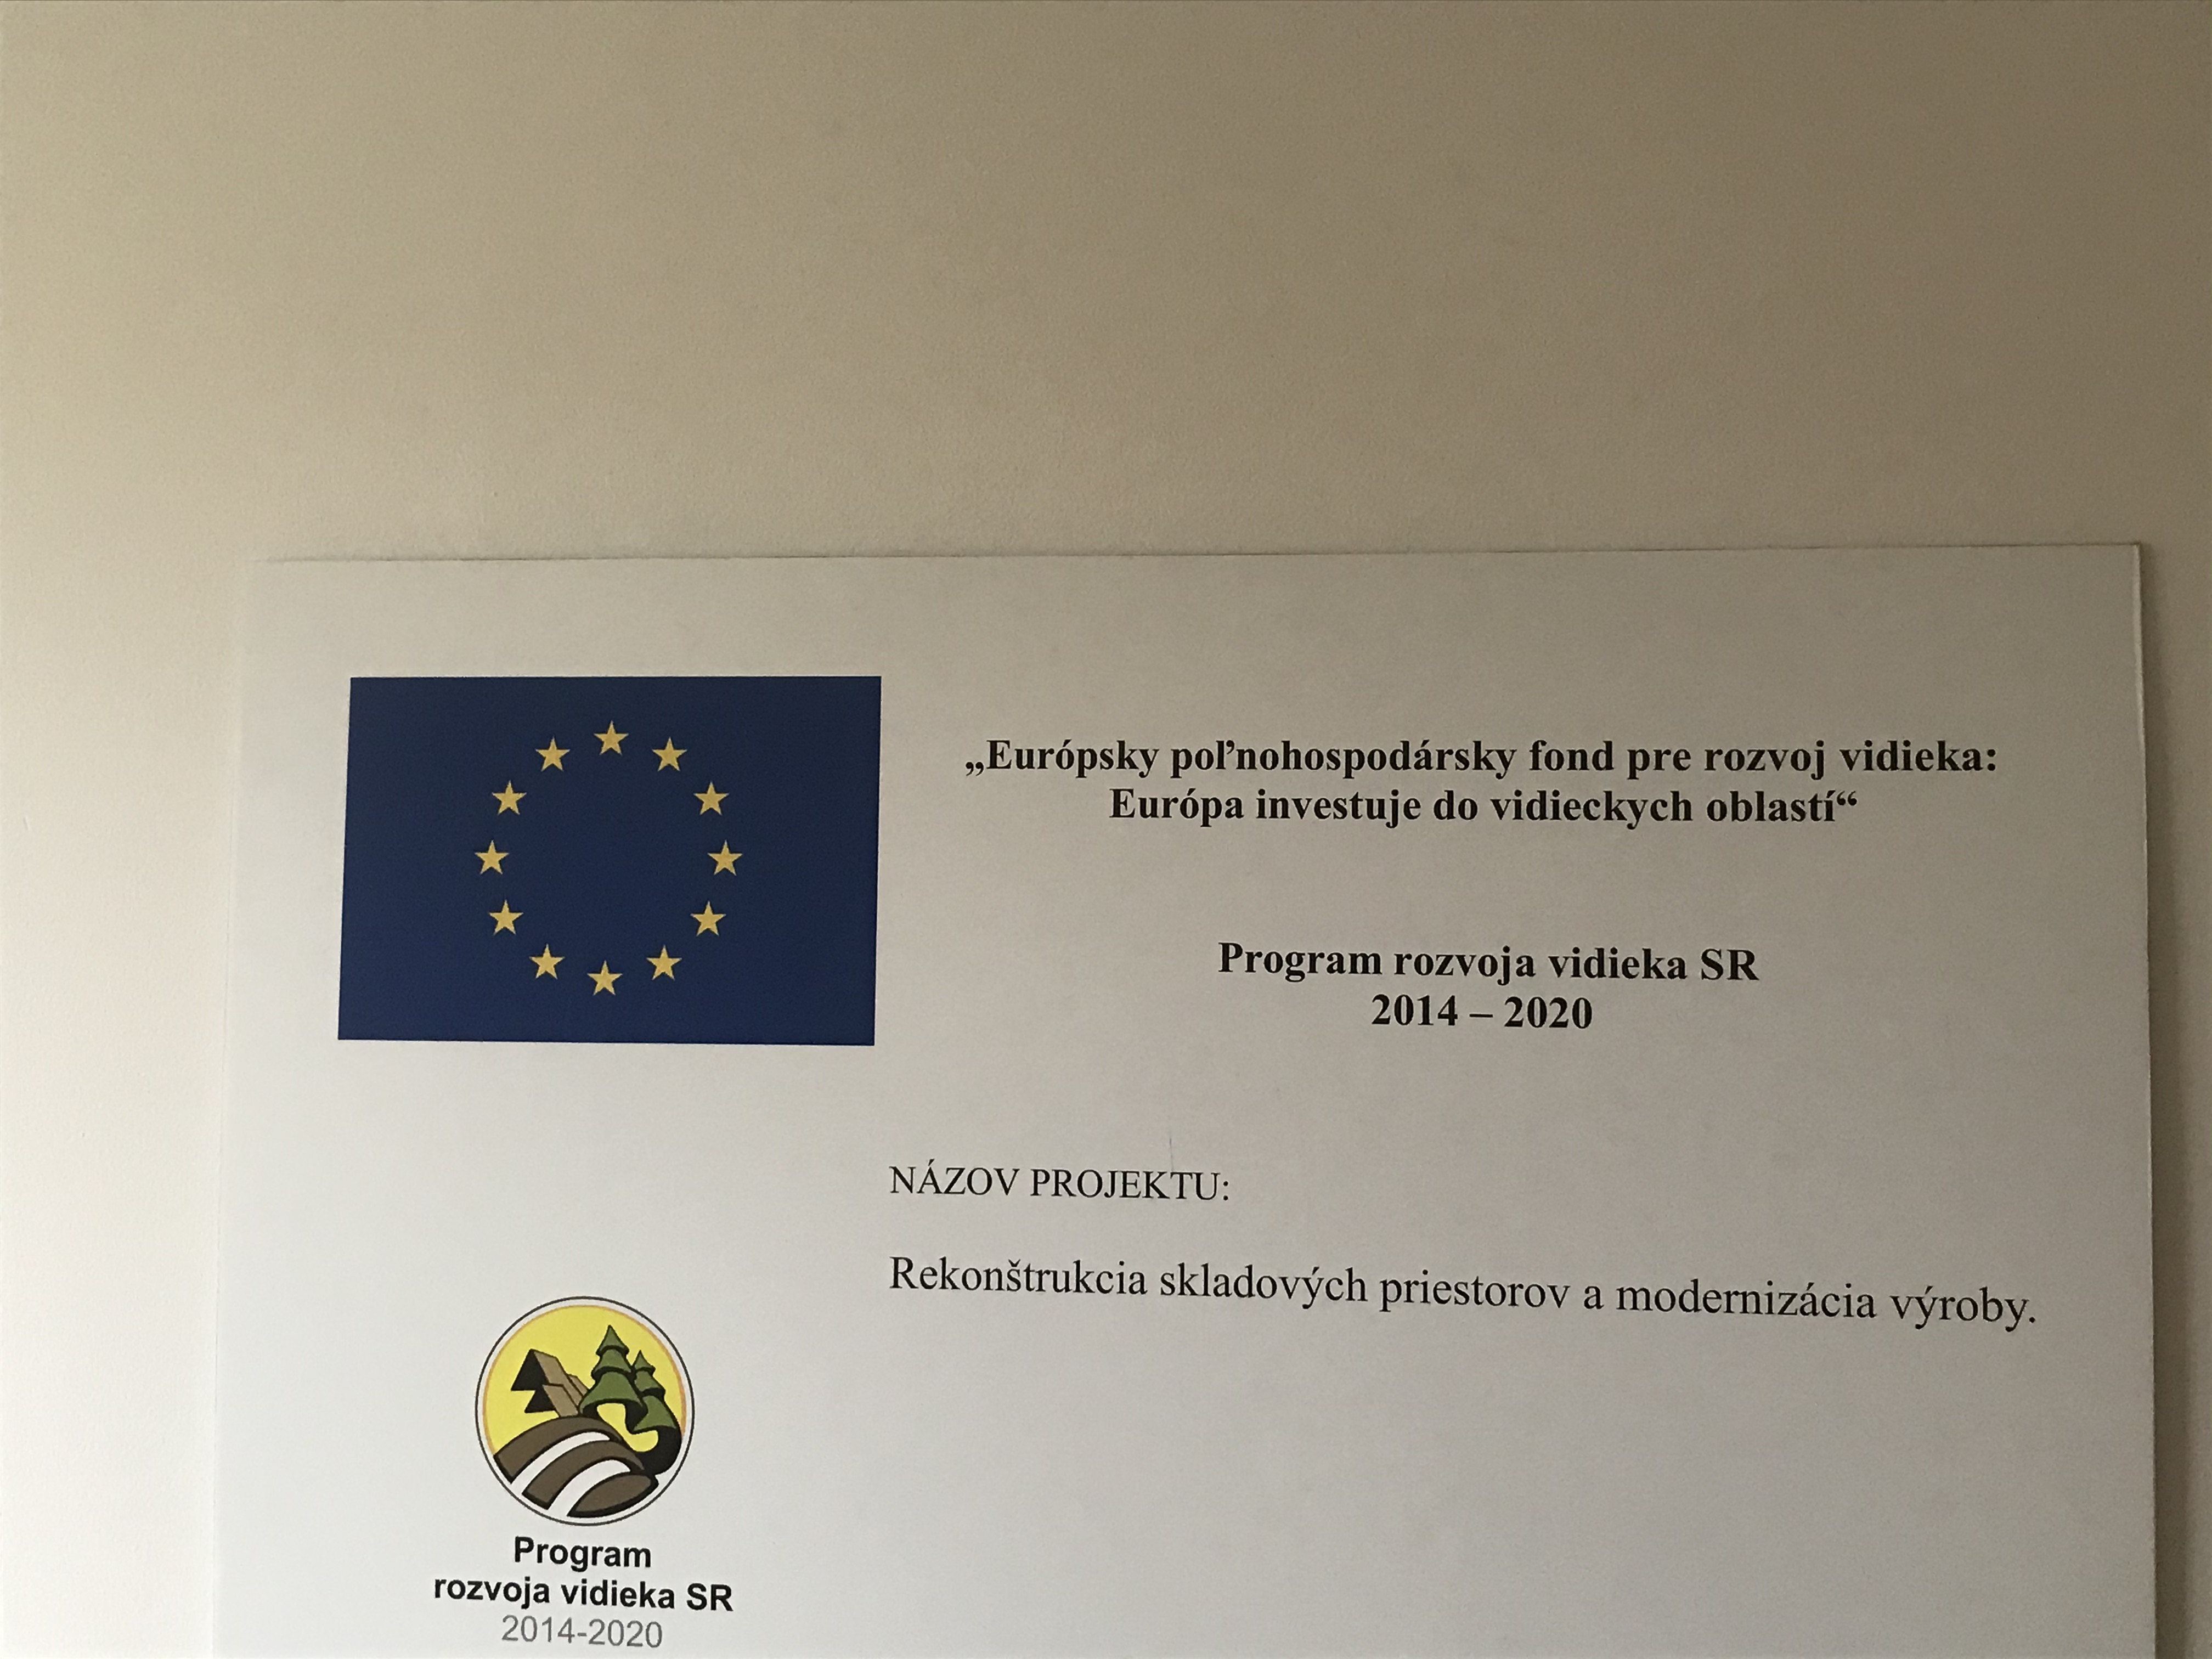 „Európsky poľnohospodársky fond pre rozvoj vidieka:
Európa investuje do vidieckych oblastí“
Program rozvoja vidieka SR
2014 – 2020
NÁZOV PROJEKTU:
Rekonštrukcia skladových priestorov a modernizácia výroby.
Program
rozvoja vidieka SR
2014-2020